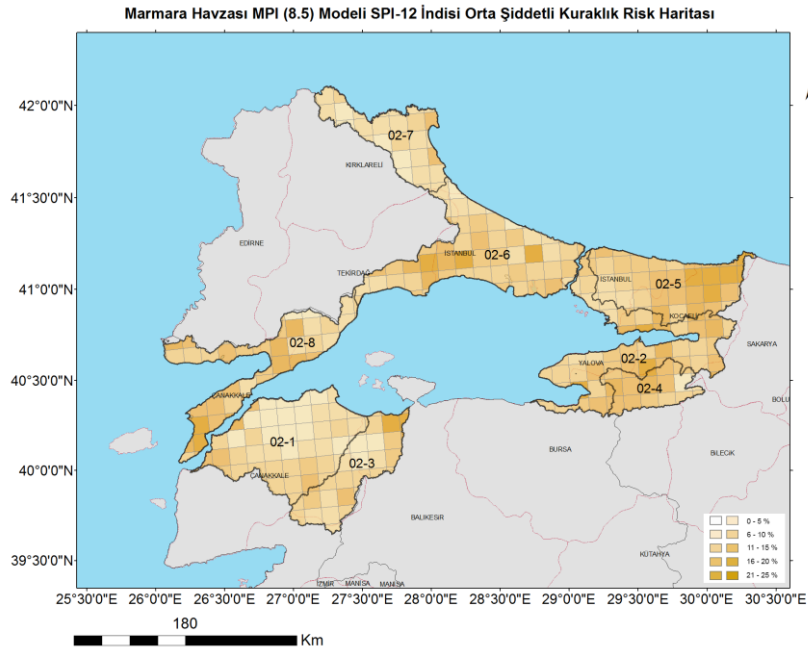 Marmara Havzası MPI (8.5) Modeli SPI-12 İndisi Orta Şiddetli Kuraklık Risk Haritası
42°0'0"N
02-7
KIRKLARELİ
41°30'0"N
EDİRNE
İSTANBUL
02-6
TEKİRDAĞ
İSTANBUL
02-5
41°0'0"N
KOCAELİ
SAKARYA
02-8
YALOVA
02-2
40°30'0"N
ÇANAKKALE
02-4
BOLU
02-1
02-3
BURSA
BİLECİK
40°0'0"N
ÇANAKKALE
BALIKESİR
39°30'0"N
KÜTAHYA
İZMİR
MANİSA
MANİSA
0 - 5 %
6 - 10 %
11 - 15 %
16 - 20 %
21 - 25 %
25°30'0"E
26°0'0"E
26°30'0"E
27°0'0"E
27°30'0"E
28°0'0"E
28°30'0"E
29°0'0"E
29°30'0"E
30°0'0"E
30°30'0"E
180
Km